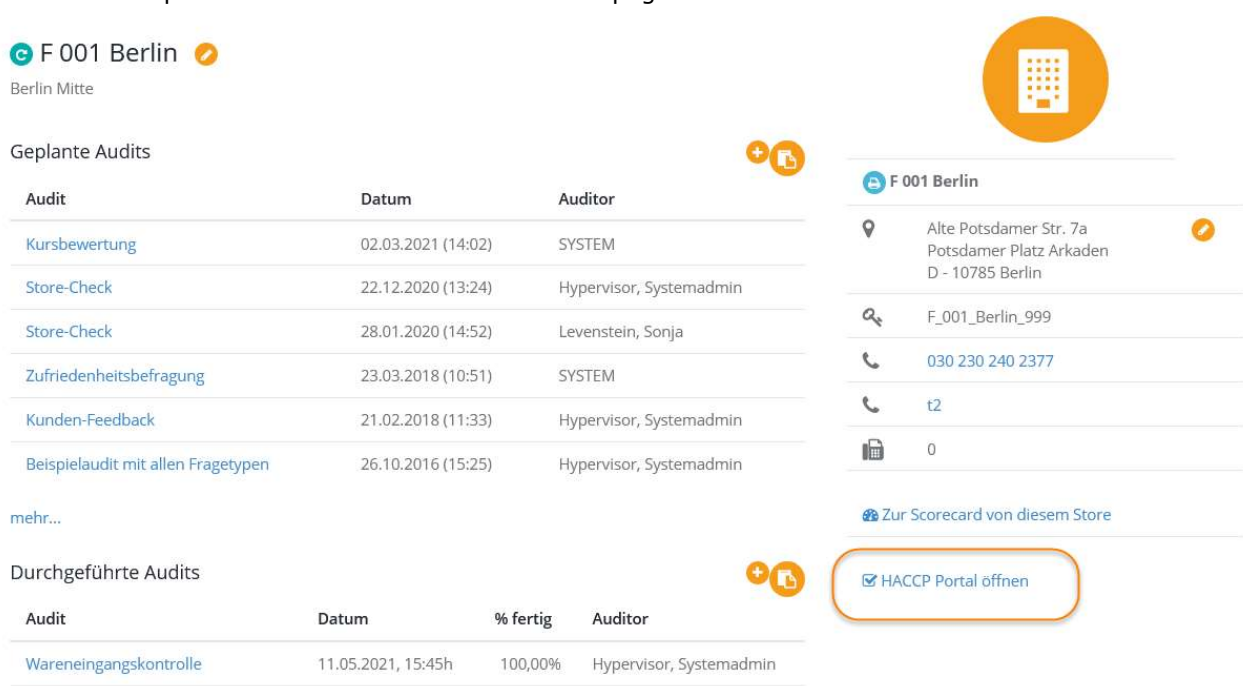 F 001 Berlin
Berlin Mitte
Geplante Audits
Audit Datum Auditor
Kursbewertung 02.03.2021 (14:02) SYSTEM
Store-Check 22.12.2020 (13:24) Hypervisor, Systemadmin
Store-Check 28.01.2020 (14:52) Levenstein, Sonja
Zufriedenheitsbefragung 23.03.2018 (10:51) SYSTEM
Kunden-Feedback 21.02.2018 (11:33) Hypervisor, Systemadmin
Beispielaudit mit allen Fragetypen 26.10.2016 (15:25) Hypervisor, Systemadmin
mehr...
Durchgeführte Audits
Audit Datum % fertig Auditor
Wareneingangskontrolle 11.05.2021, 15:45h 100,00% Hypervisor, Systemadmin
F 001 Berlin
Alte Potsdamer Str. 7a
Potsdamer Platz Arkaden
D - 10785 Berlin
F_001_Berlin_999
030 230 240 2377
t2
0
Zur Scorecard von diesem Store
HACCP Portal öffnen